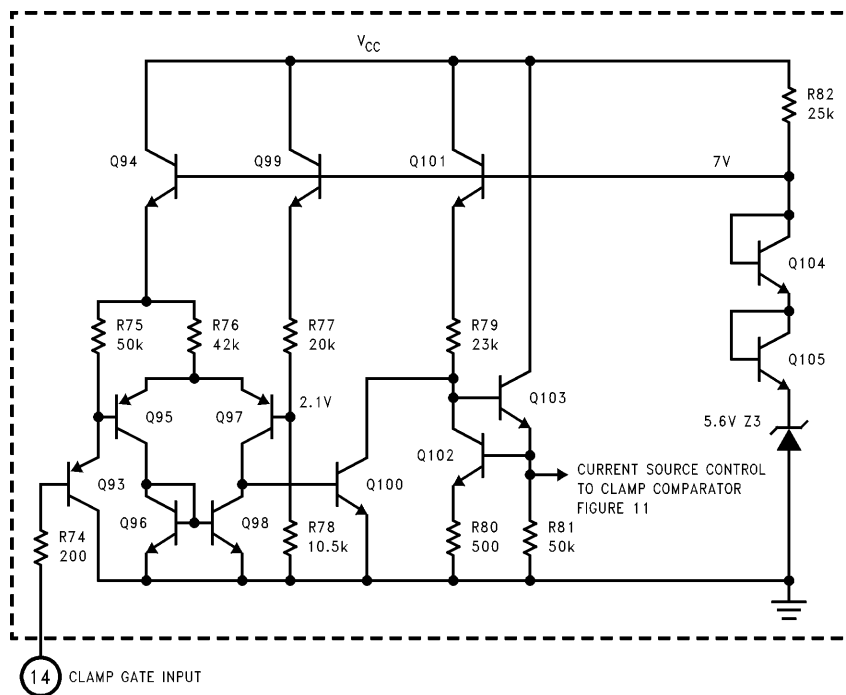 VCC
R82
25k
Q94
Q99
Q101
7V
Q104
R75
50k
R76
42k
R77
20k
R79
23k
Q105
Q95
Q97
2.1V
Q103
5.6V Z3
Q93
Q102
CURRENT SOURCE CONTROL
TO CLAMP COMPARATOR
FIGURE 11
Q100
Q96
Q98
R74
200
R78
10.5k
R80
500
R81
50k
14 CLAMP GATE INPUT